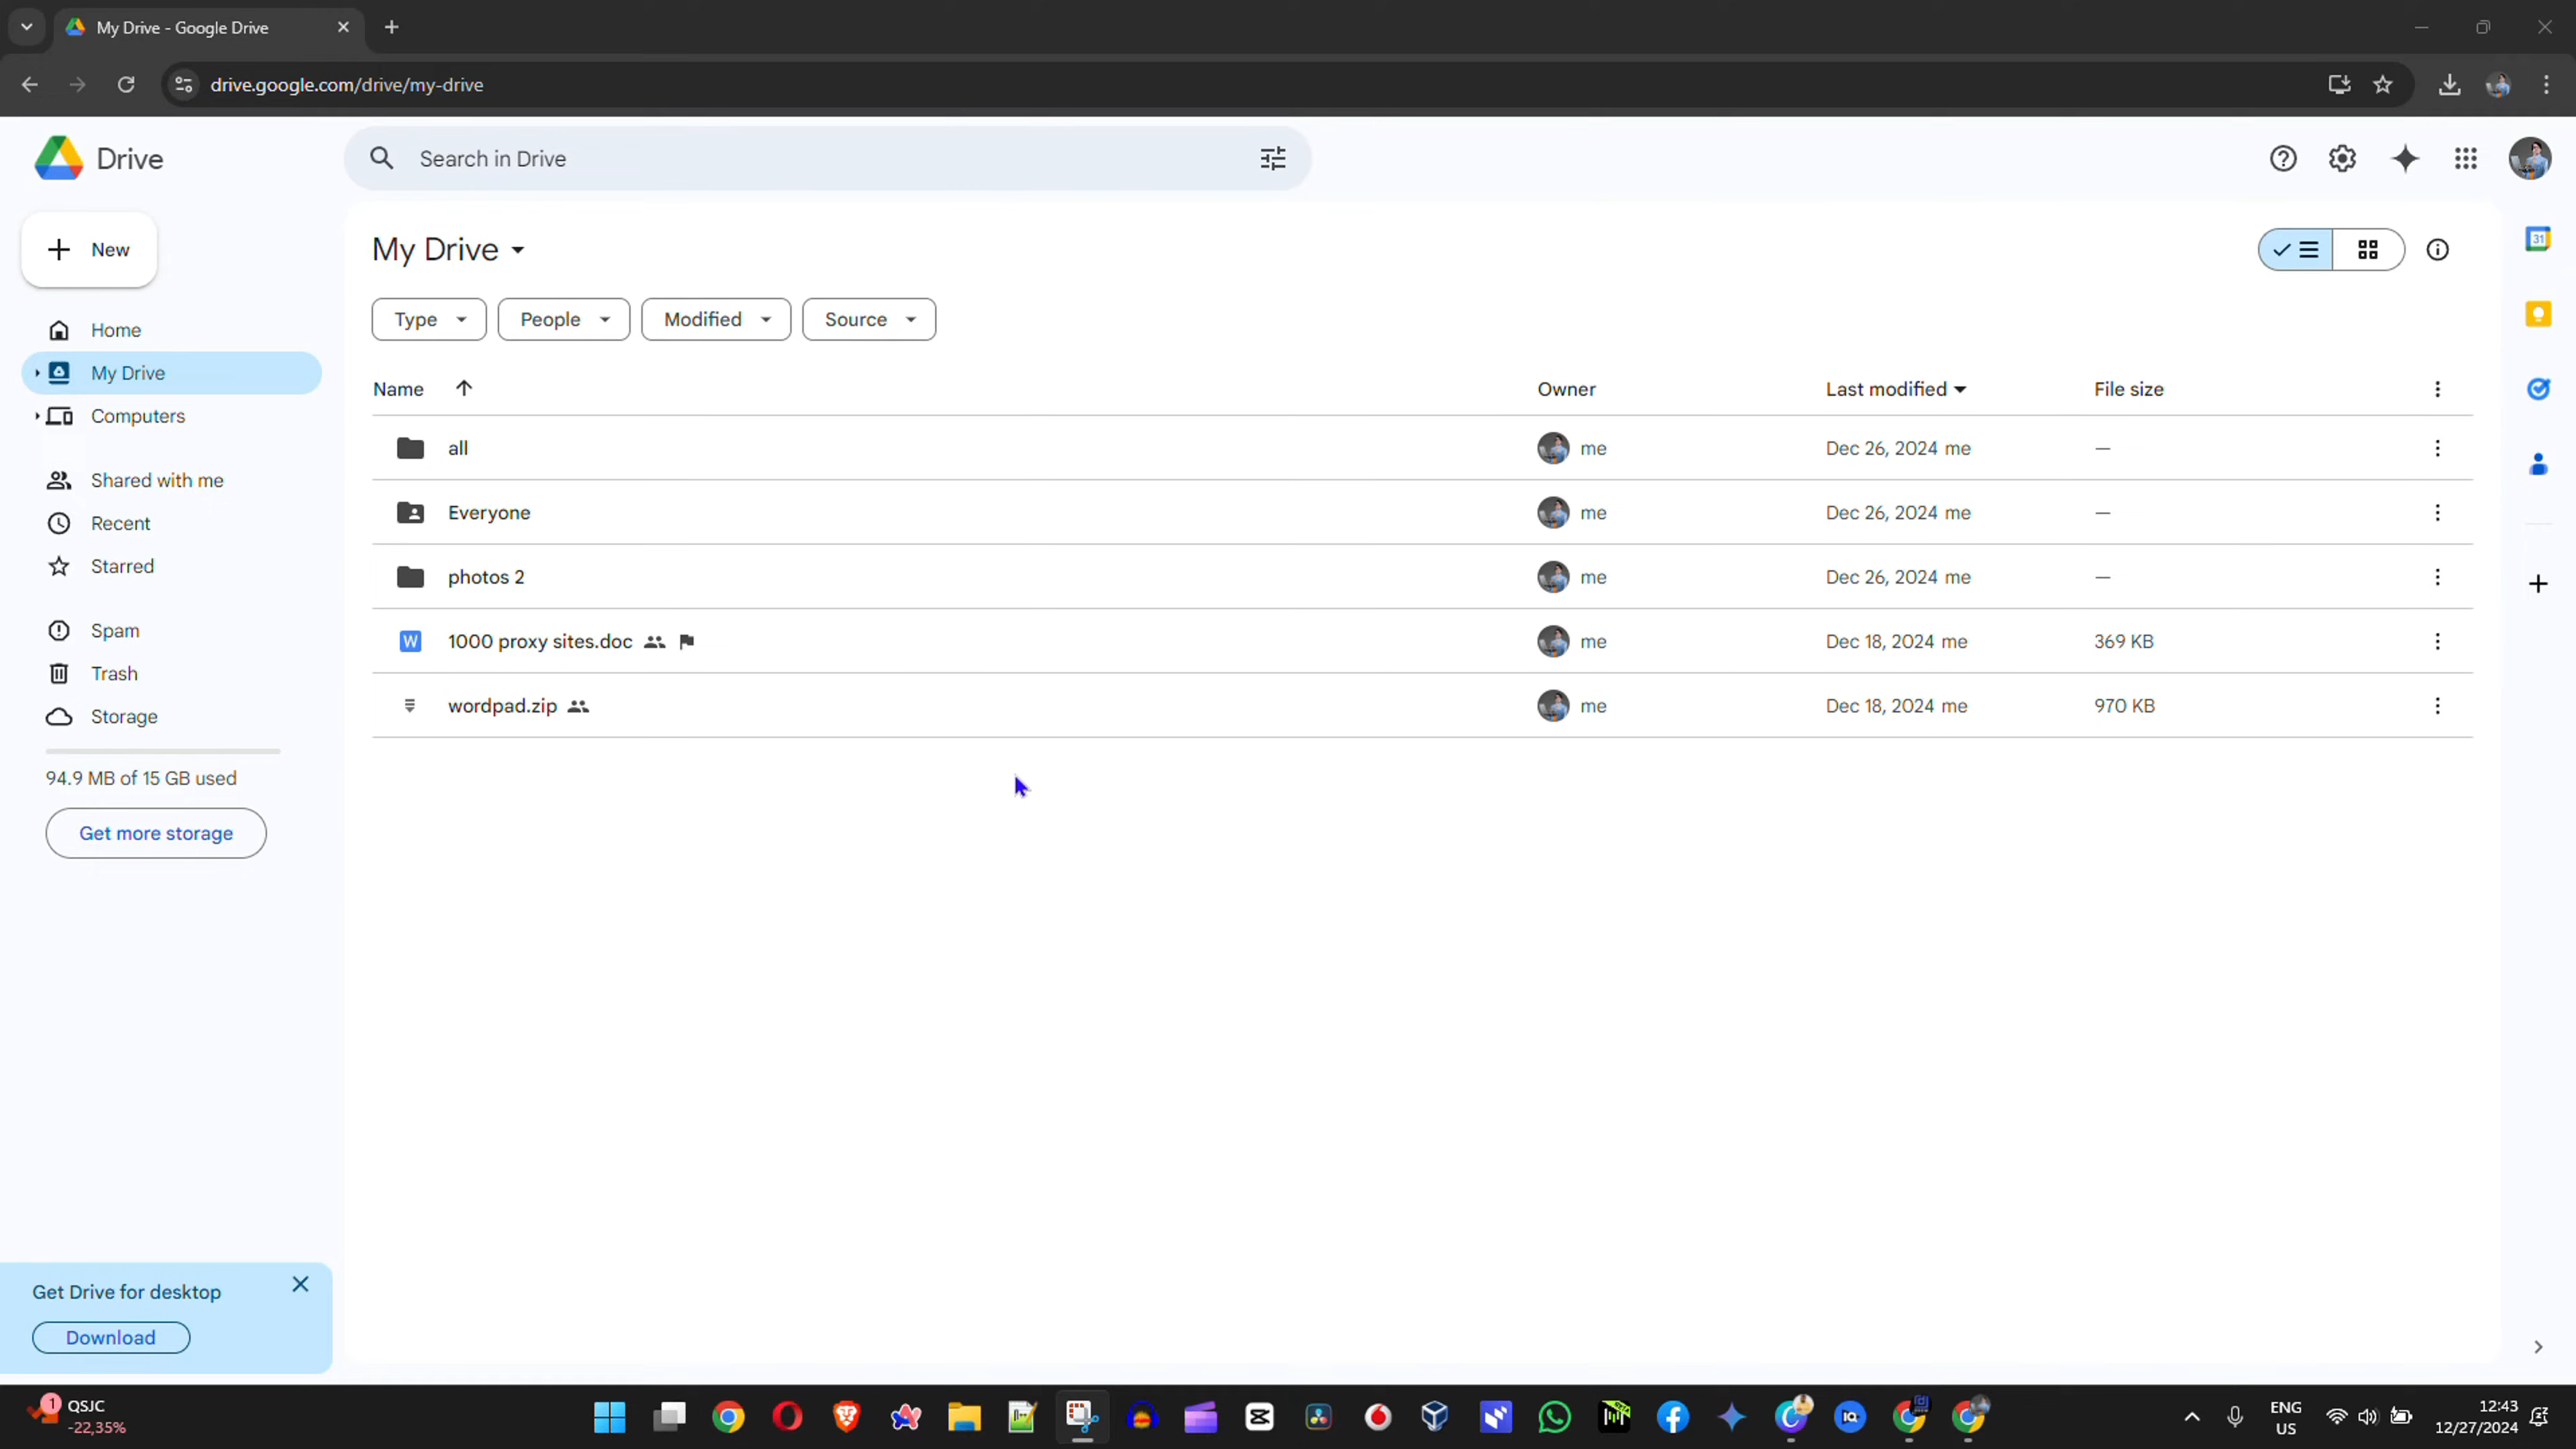 My Drive - Google Drive
drive.google.com/drive/my-drive
Drive
Search in Drive
New
My Drive
31
Type People Modified Source
Home
My Drive
Computers
Shared with me
Recent
Starred
Spam
Trash
Storage
94.9 MB of 15 GB used
Get more storage
Name Owner Last modified File size
all me Dec 26, 2024 me —
Everyone me Dec 26, 2024 me —
photos 2 me Dec 26, 2024 me —
W 1000 proxy sites.doc me Dec 18, 2024 me 369 KB
wordpad.zip me Dec 18, 2024 me 970 KB
Get Drive for desktop
Download
1 QSJC
-22,35%
IQ
ENG
US
12:43
12/27/2024